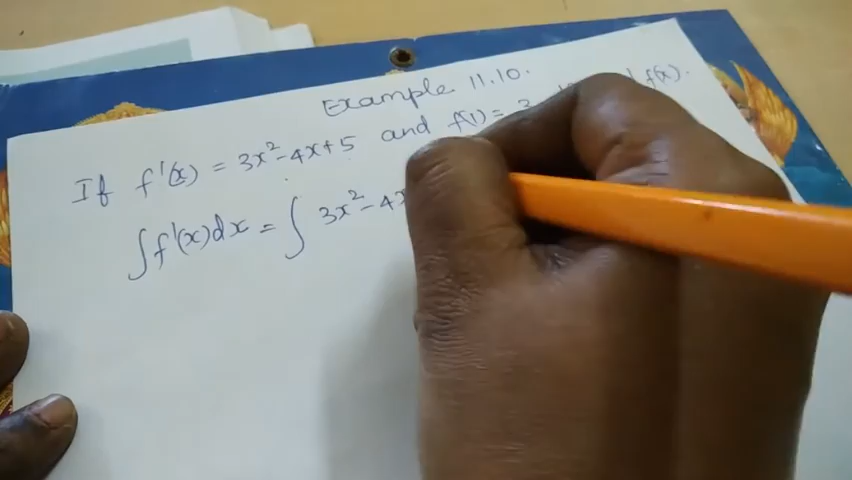 Example 11.10.
If f'(x) = 3x²-4x+5 and f(1) = 3 f(x).
∫f'(x)dx = ∫ 3x²-4x